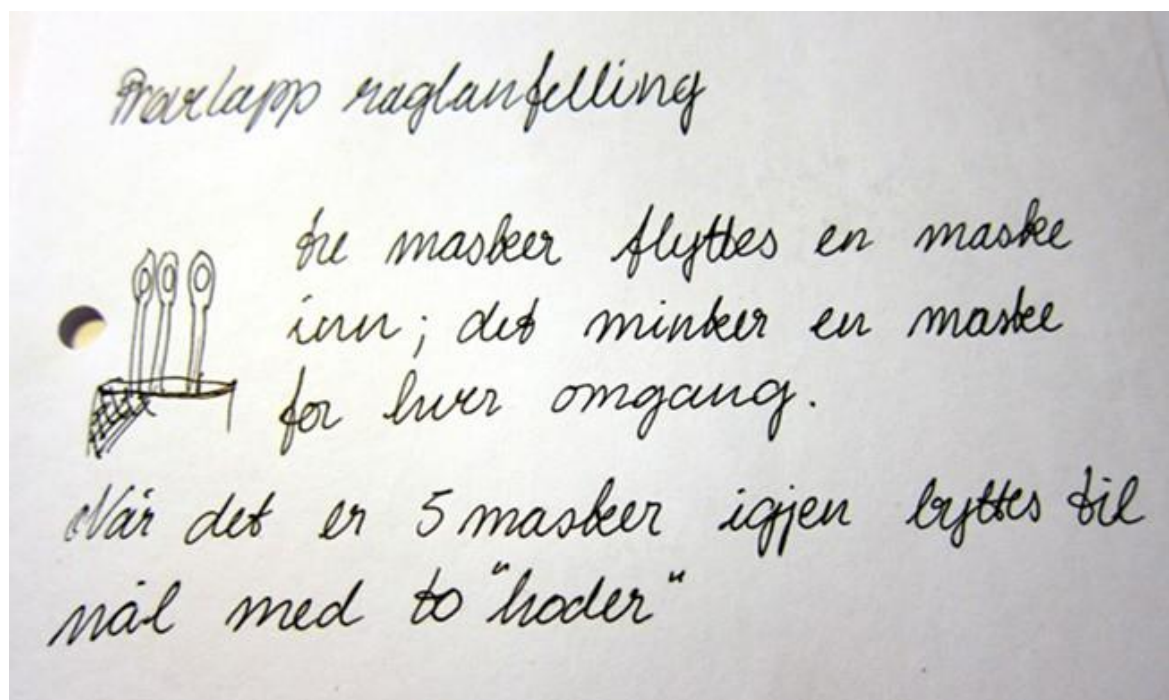 Prøvelapp raglanfelling
tre masker flyttes en maske
inn; det minker en maske
for hver omgang.
Når det er 5 masker igjen byttes til
nål med to "hoder"